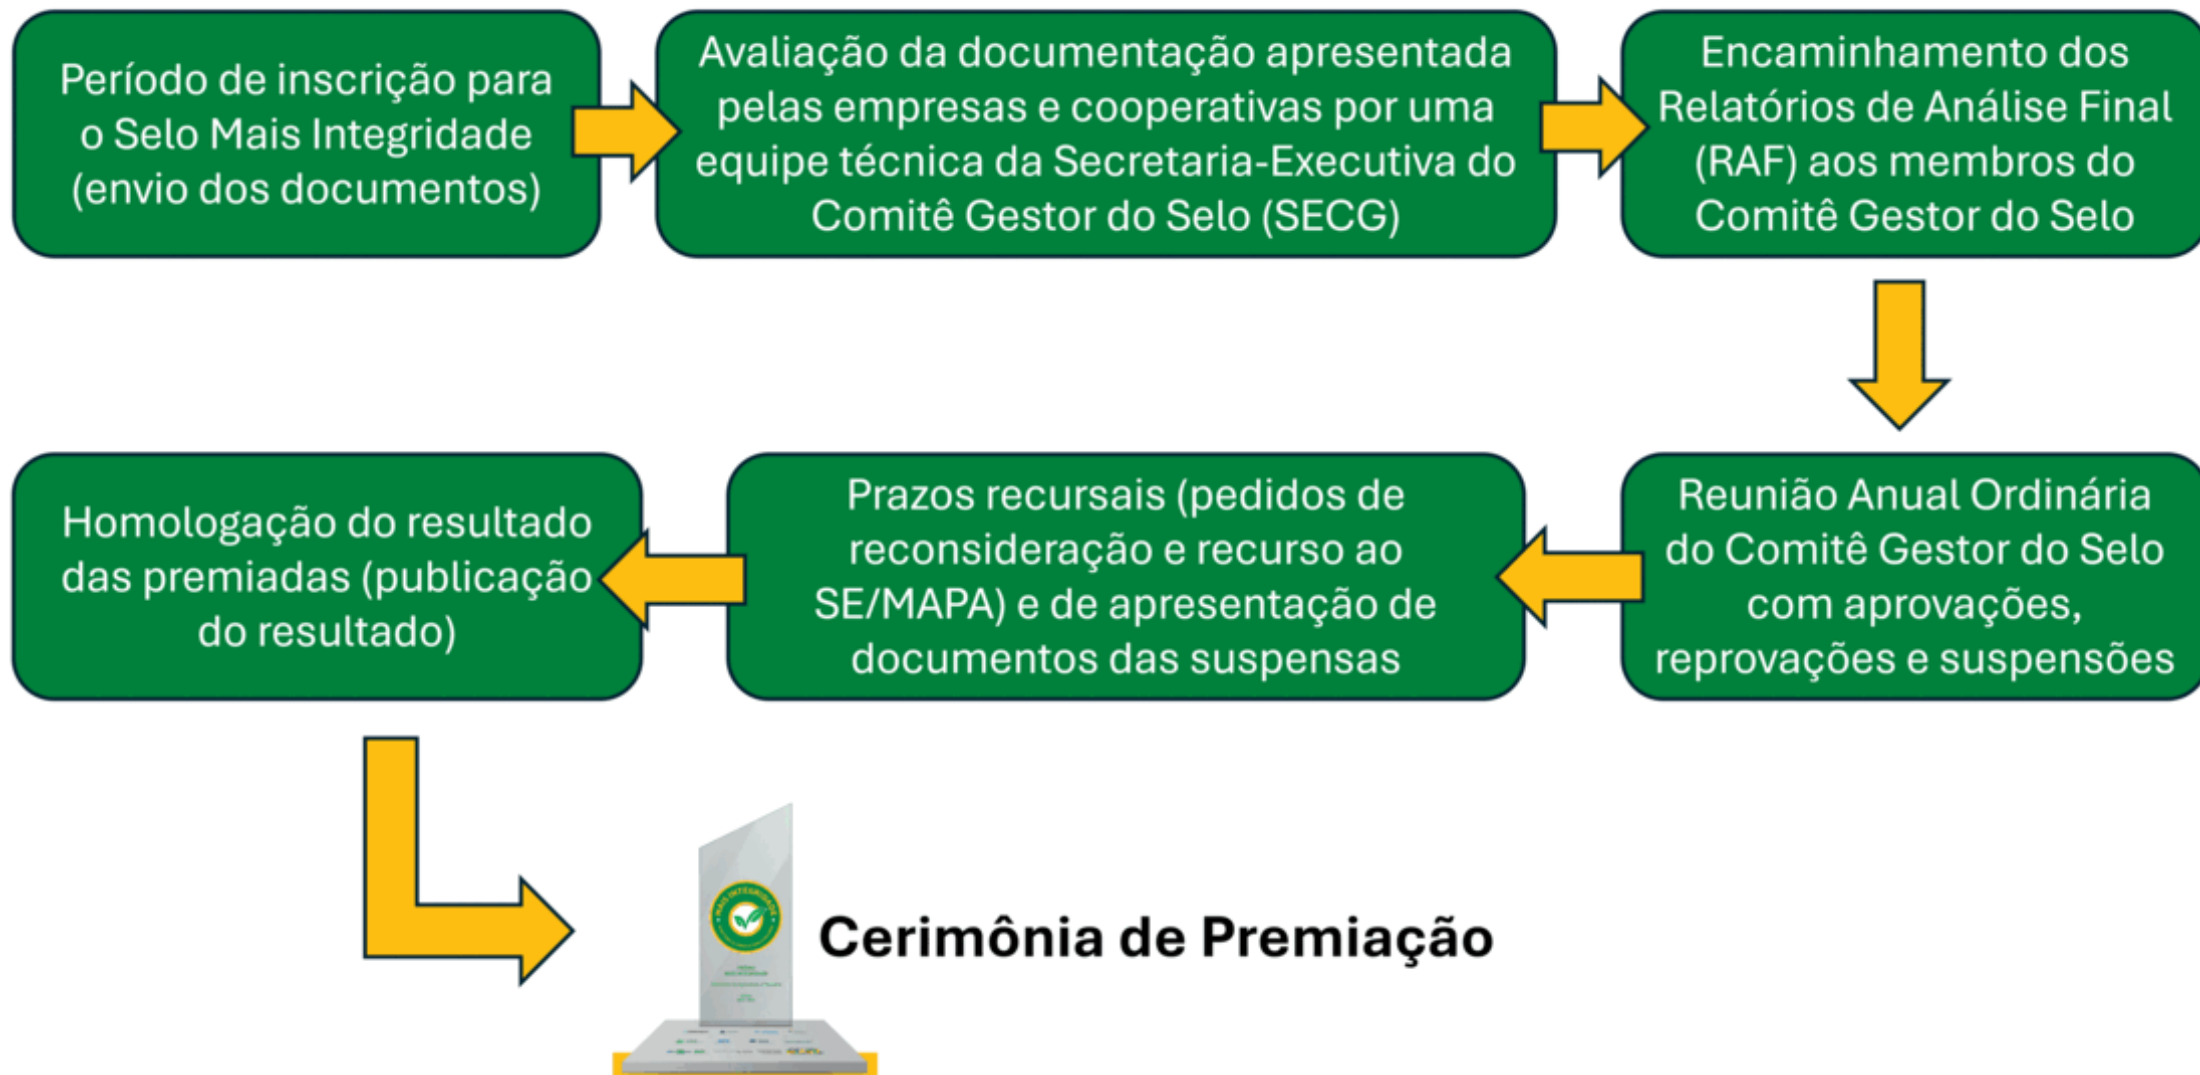 Período de inscrição para
o Selo Mais Integridade
(envio dos documentos)
Avaliação da documentação apresentada
pelas empresas e cooperativas por uma
equipe técnica da Secretaria-Executiva do
Comitê Gestor do Selo (SECG)
Encaminhamento dos
Relatórios de Análise Final
(RAF) aos membros do
Comitê Gestor do Selo
Reunião Anual Ordinária
do Comitê Gestor do Selo
com aprovações,
reprovações e suspensões
Prazos recursais (pedidos de
reconsideração e recurso ao
SE/MAPA) e de apresentação de
documentos das suspensas
Homologação do resultado
das premiadas (publicação
do resultado)
MAIS INTEGRIDADE
Cerimônia de Premiação